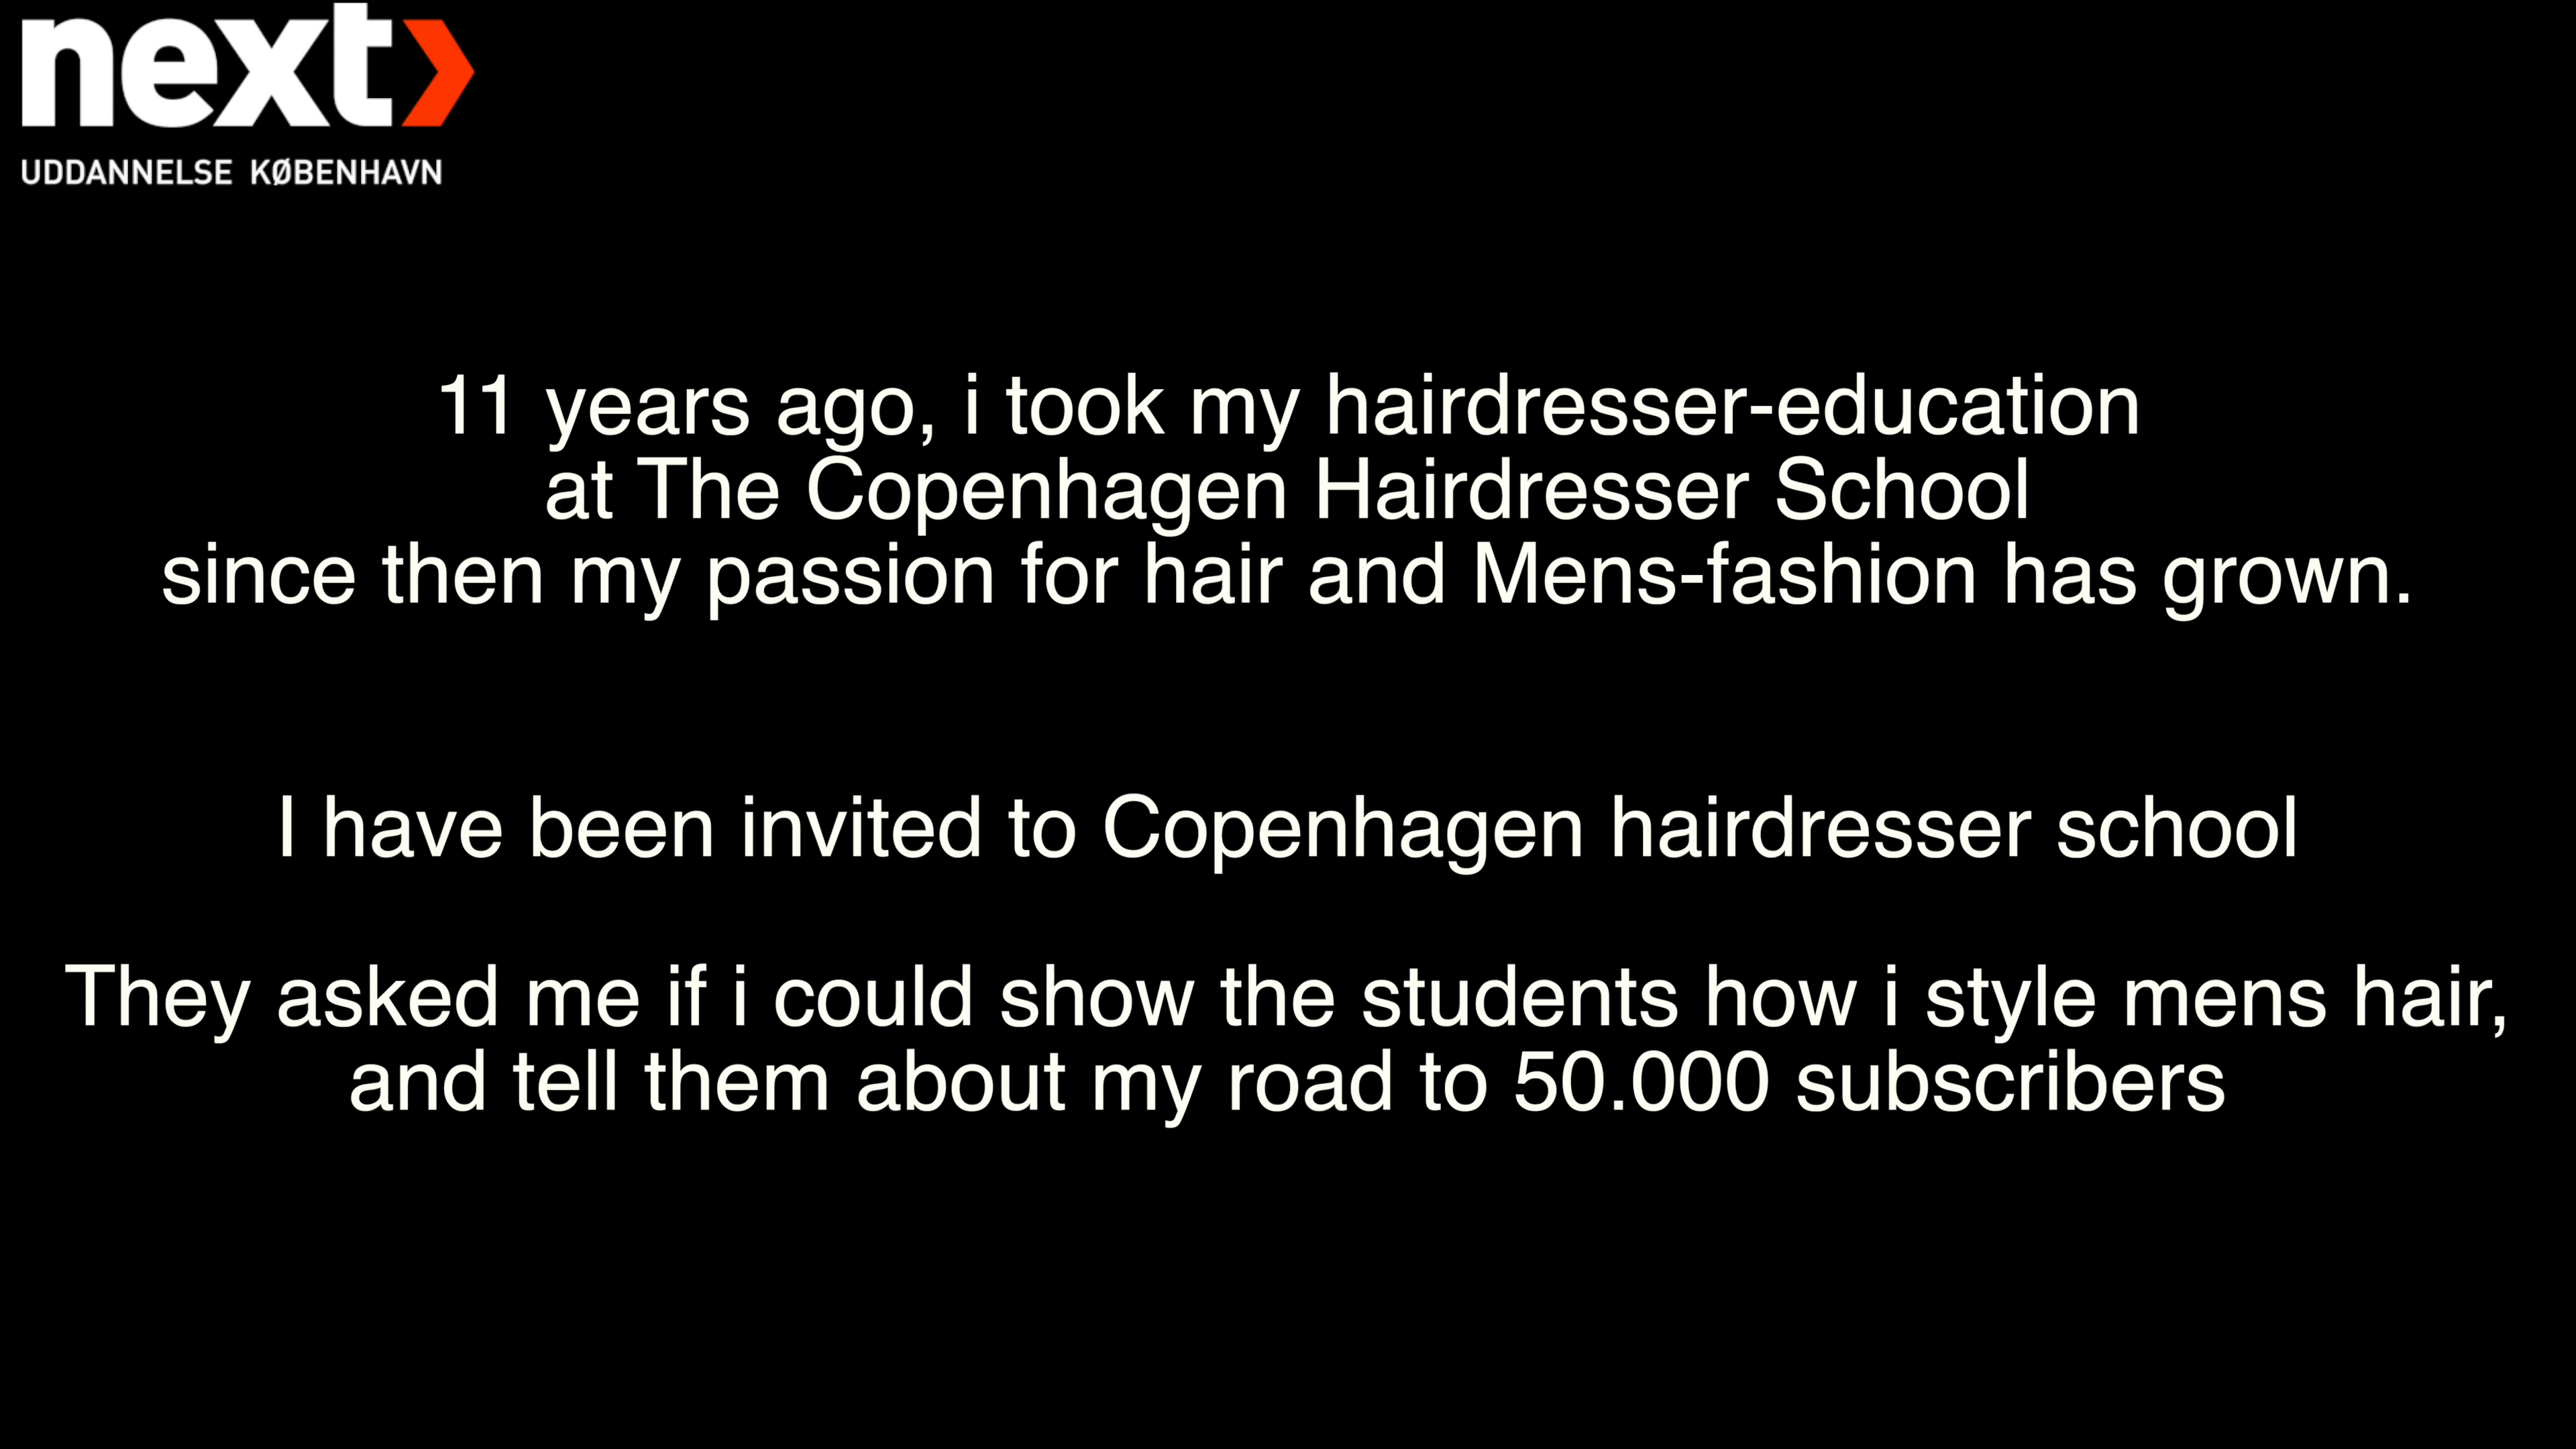 next
UDDANNELSE KØBENHAVN
11 years ago, i took my hairdresser-education
at The Copenhagen Hairdresser School
since then my passion for hair and Mens-fashion has grown.
I have been invited to Copenhagen hairdresser school
They asked me if i could show the students how i style mens hair,
and tell them about my road to 50.000 subscribers